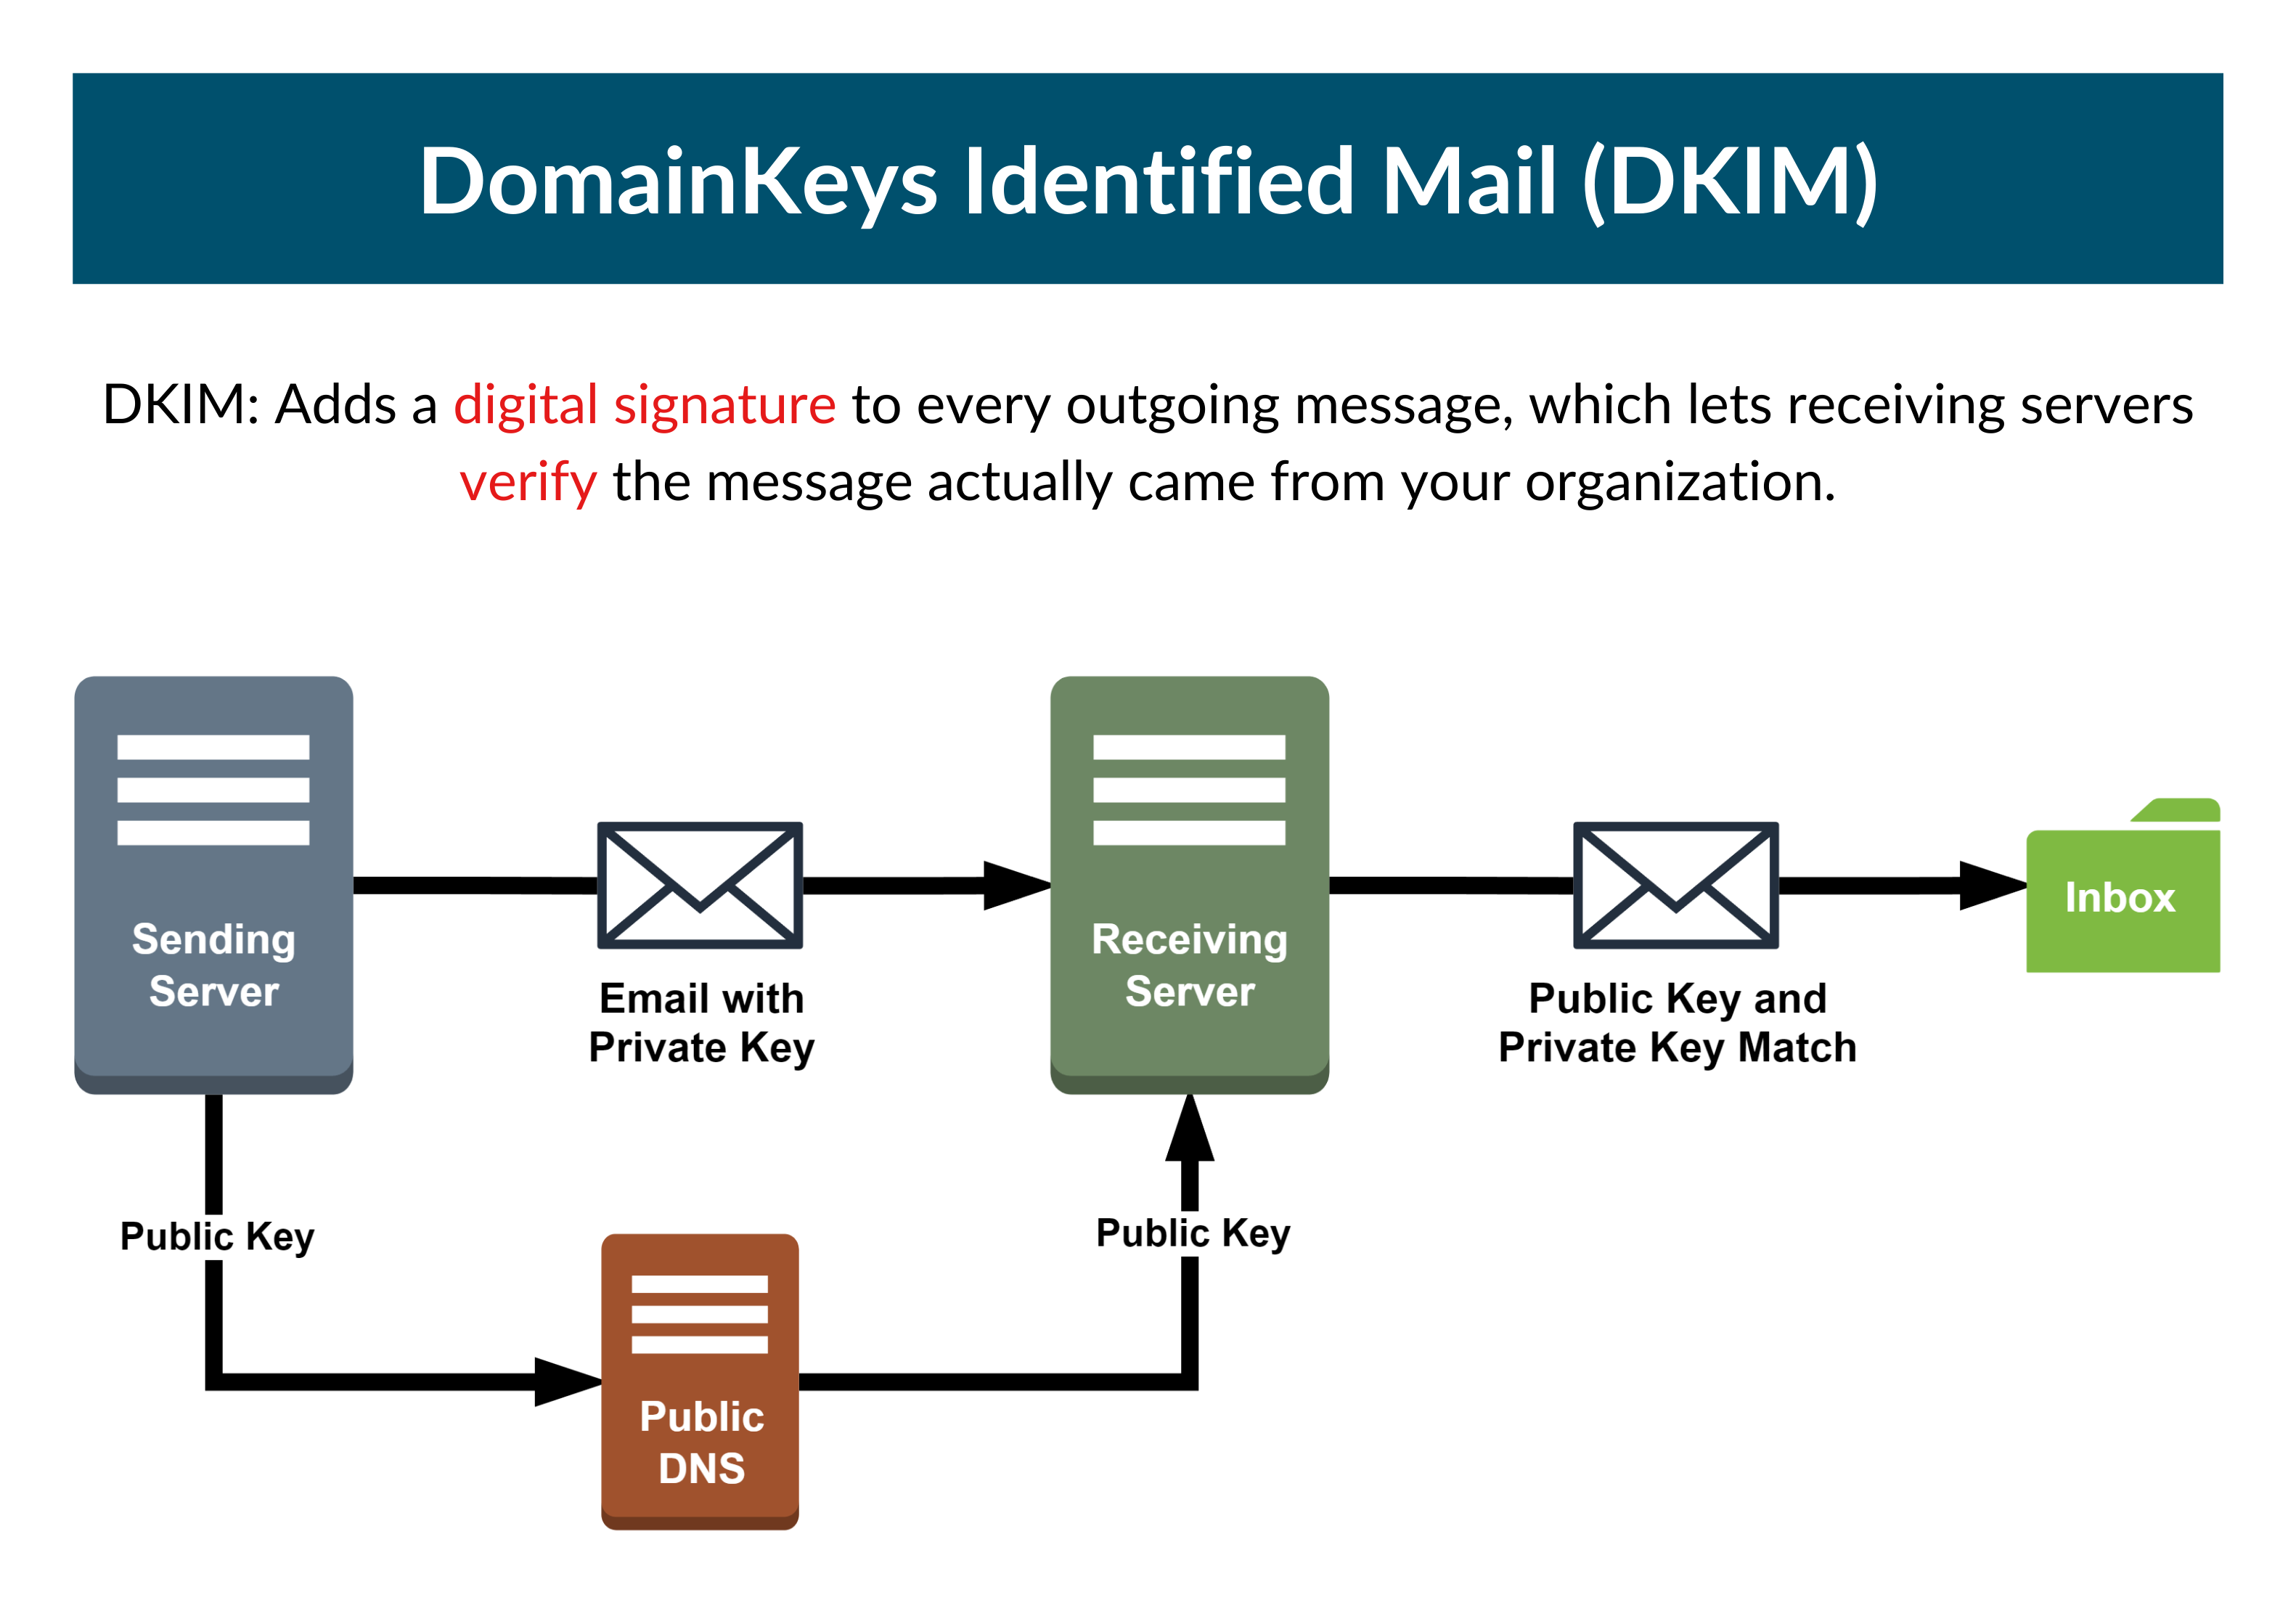 DomainKeys Identified Mail (DKIM)
DKIM: Adds a digital signature to every outgoing message, which lets receiving servers
verify the message actually came from your organization.
Sending
Server
Email with
Private Key
Receiving
Server
Public Key and
Private Key Match
Inbox
Public Key
Public Key
Public
DNS